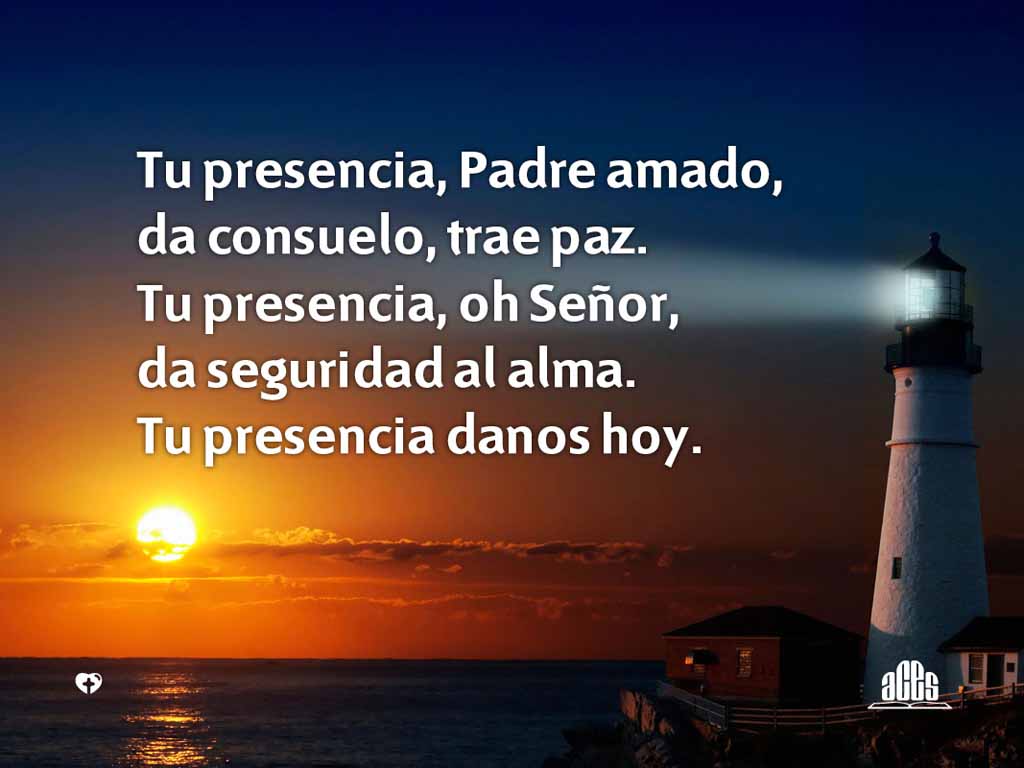 Tu presencia, Padre amado,
da consuelo, trae paz.
Tu presencia, oh Señor,
da seguridad al alma.
Tu presencia danos hoy.
aces